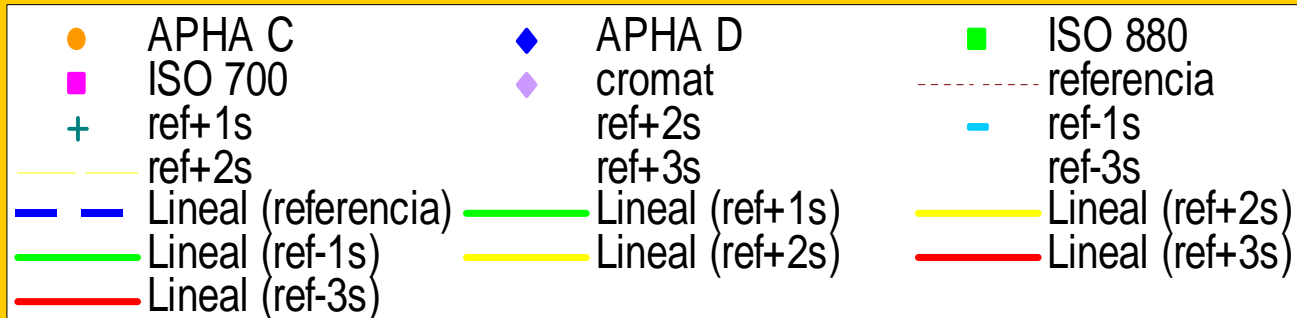 APHA C APHA D ISO 880
ISO 700 cromat referencia
ref+1s ref+2s ref-1s
ref+2s ref+3s ref-3s
Lineal (referencia) Lineal (ref+1s) Lineal (ref+2s)
Lineal (ref-1s) Lineal (ref+2s) Lineal (ref+3s)
Lineal (ref-3s)